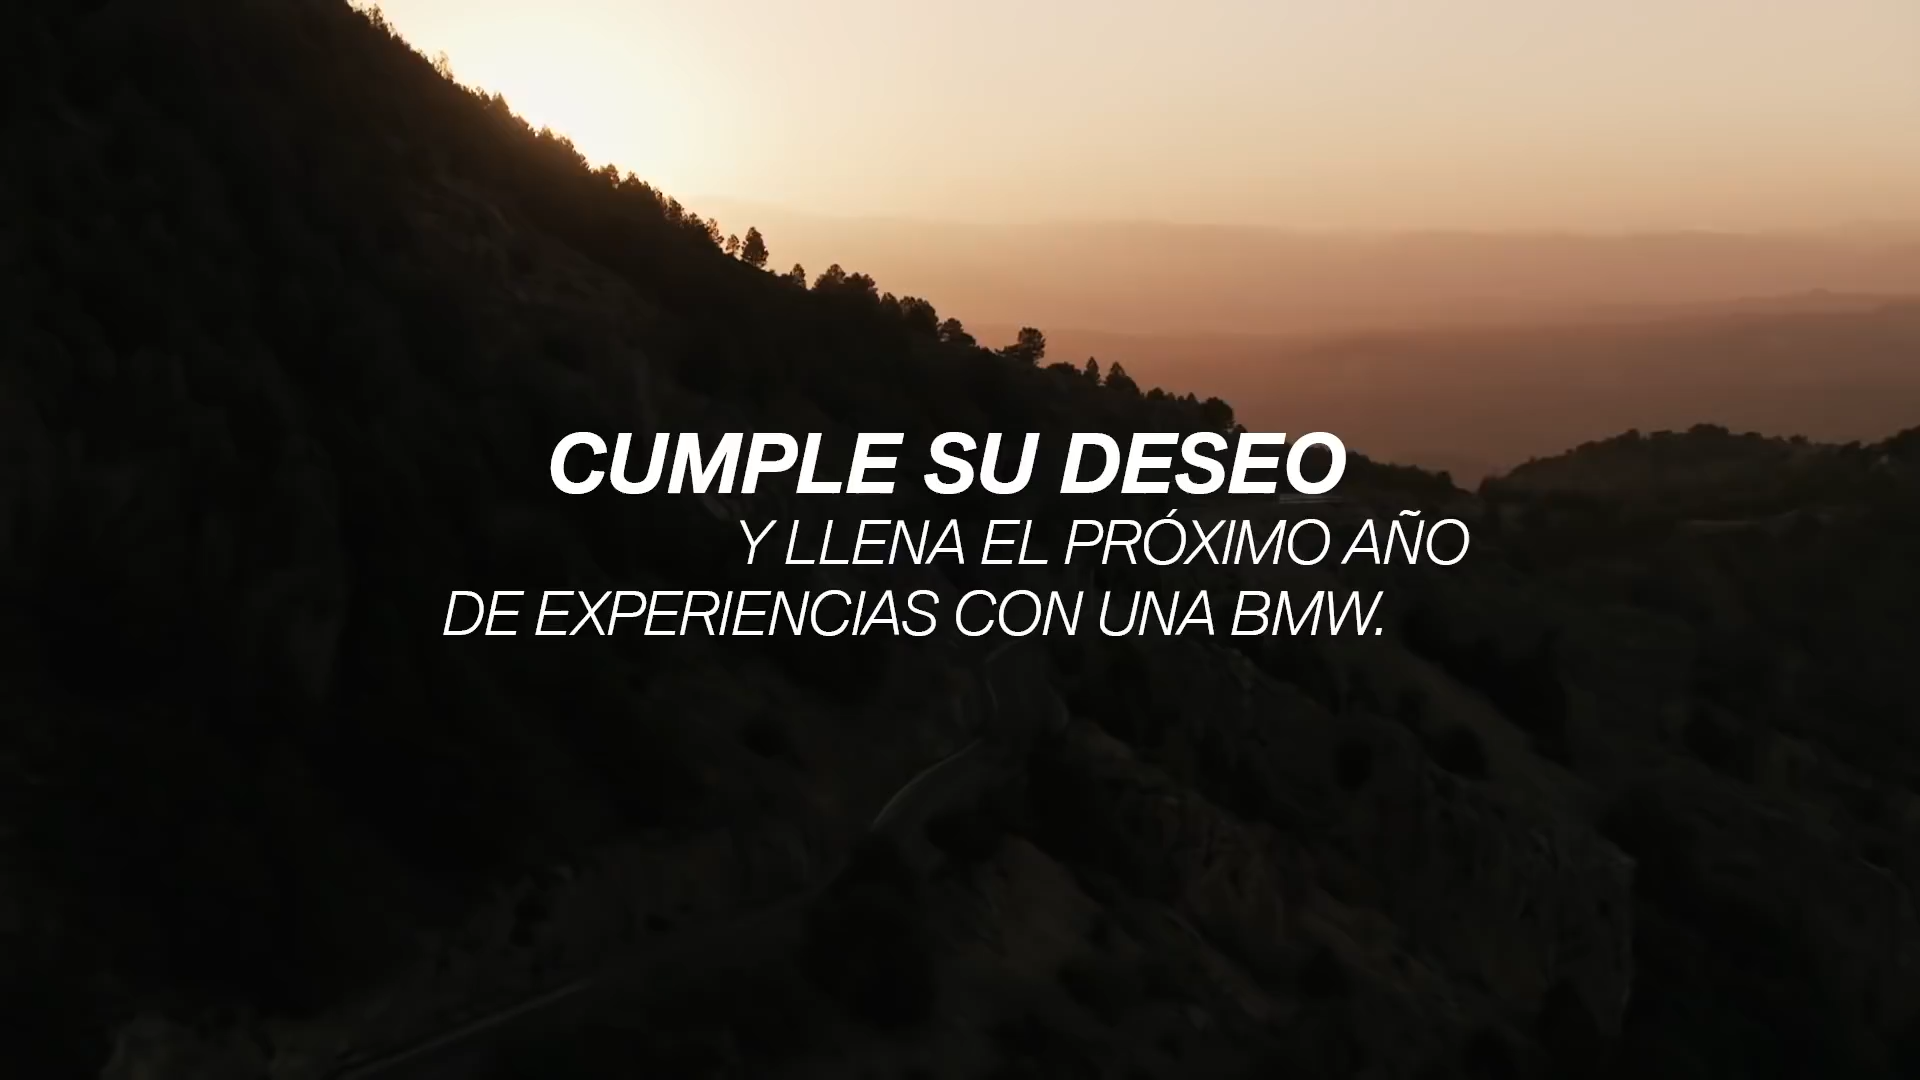 CUMPLE SU DESEO
Y LLENA EL PRÓXIMO AÑO
DE EXPERIENCIAS CON UNA BMW.